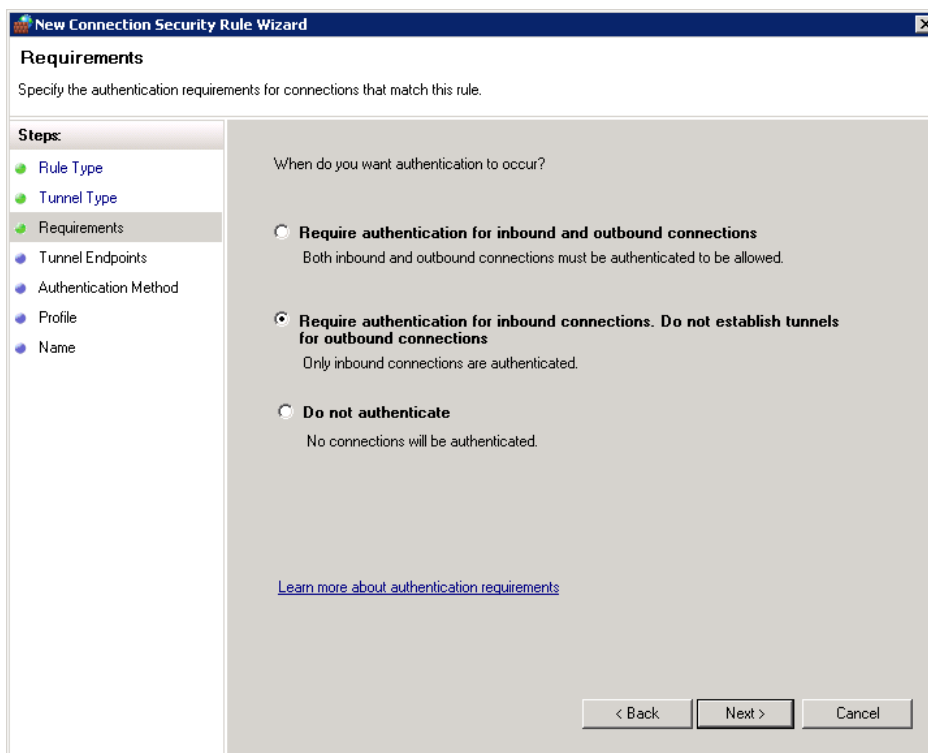 New Connection Security Rule Wizard
Requirements
Specify the authentication requirements for connections that match this rule.
Steps:
Rule Type
Tunnel Type
Requirements
Tunnel Endpoints
Authentication Method
Profile
Name
When do you want authentication to occur?
Require authentication for inbound and outbound connections
Both inbound and outbound connections must be authenticated to be allowed.
Require authentication for inbound connections. Do not establish tunnels
for outbound connections
Only inbound connections are authenticated.
Do not authenticate
No connections will be authenticated.
Learn more about authentication requirements
< Back
Next >
Cancel